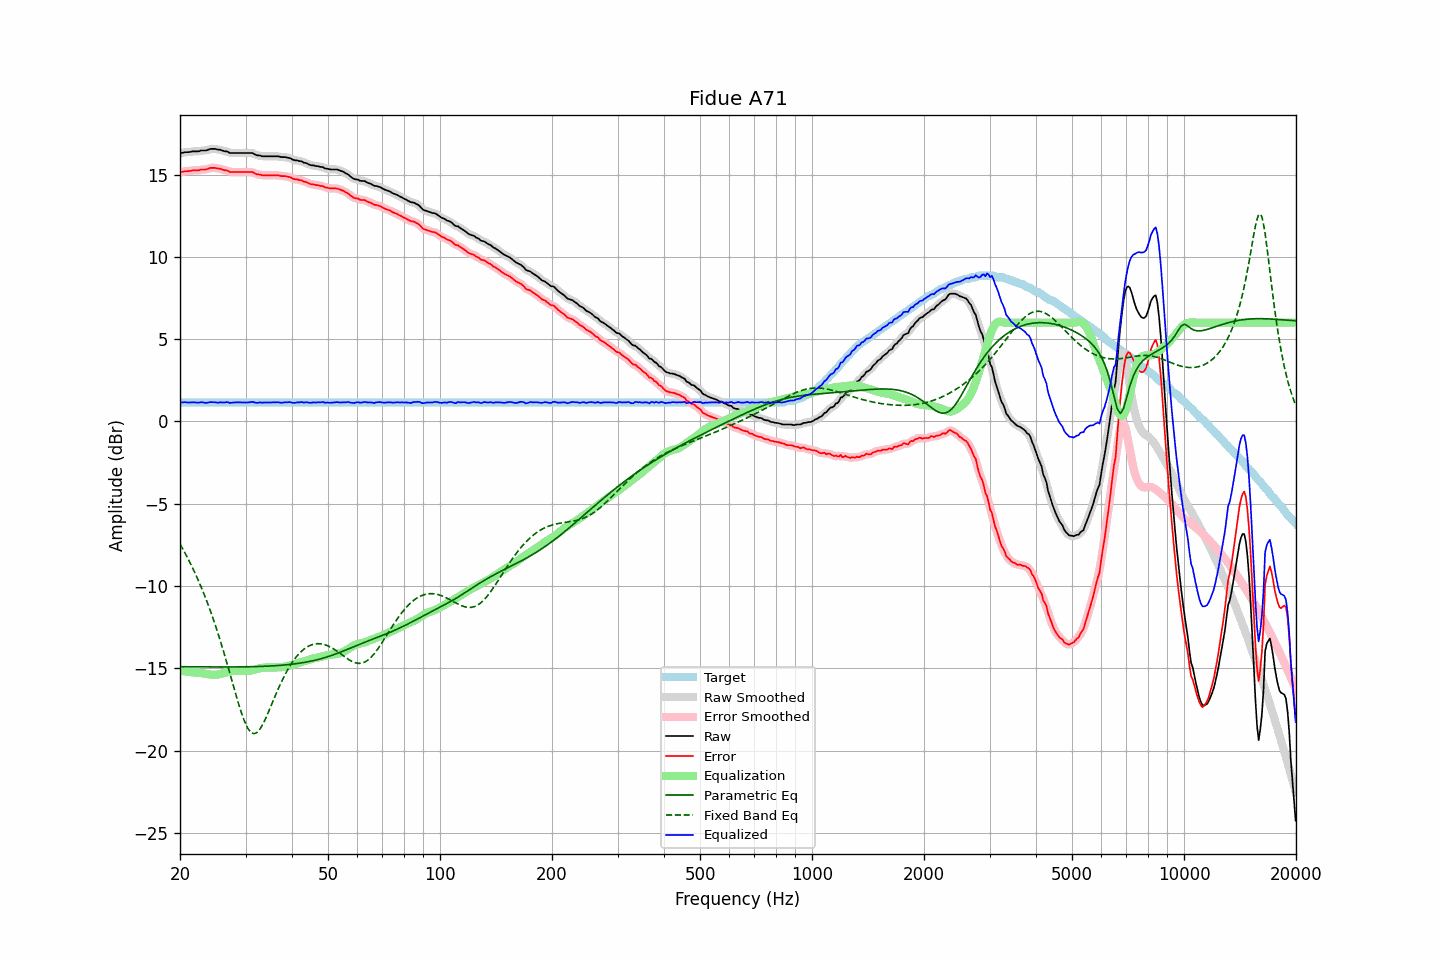 Fidue A71
Amplitude (dBr)
15
10
5
0
−5
−10
−15
−20
−25
Target
Raw Smoothed
Error Smoothed
Raw
Error
Equalization
Parametric Eq
Fixed Band Eq
Equalized
20 50 100 200 500 1000 2000 5000 10000 20000
Frequency (Hz)